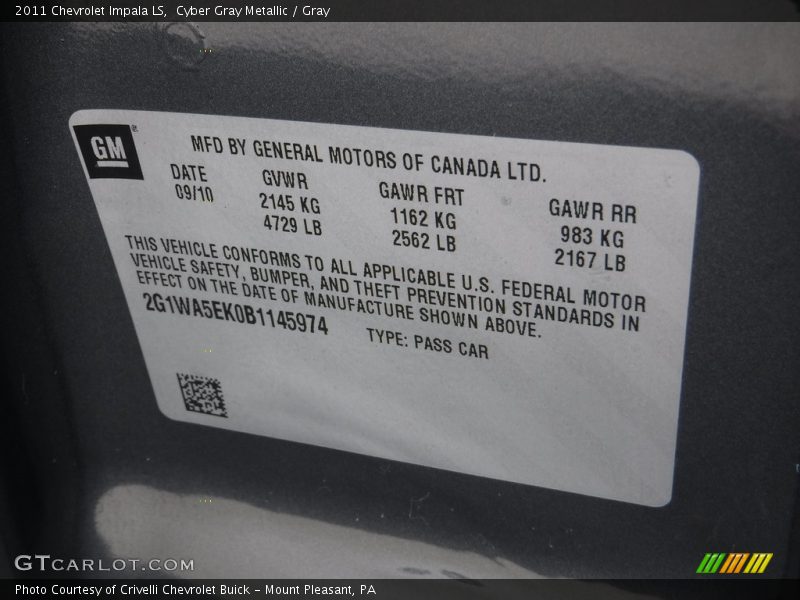 2011 Chevrolet Impala LS, Cyber Gray Metallic / Gray
GM
MFD BY GENERAL MOTORS OF CANADA LTD.
DATE GVWR GAWR FRT GAWR RR
09/10 2145 KG 1162 KG 983 KG
4729 LB 2562 LB 2167 LB
THIS VEHICLE CONFORMS TO ALL APPLICABLE U.S. FEDERAL MOTOR
VEHICLE SAFETY, BUMPER, AND THEFT PREVENTION STANDARDS IN
EFFECT ON THE DATE OF MANUFACTURE SHOWN ABOVE.
2G1WA5EK0B1145974 TYPE: PASS CAR
GTCARLOT.COM
Photo Courtesy of Crivelli Chevrolet Buick - Mount Pleasant, PA